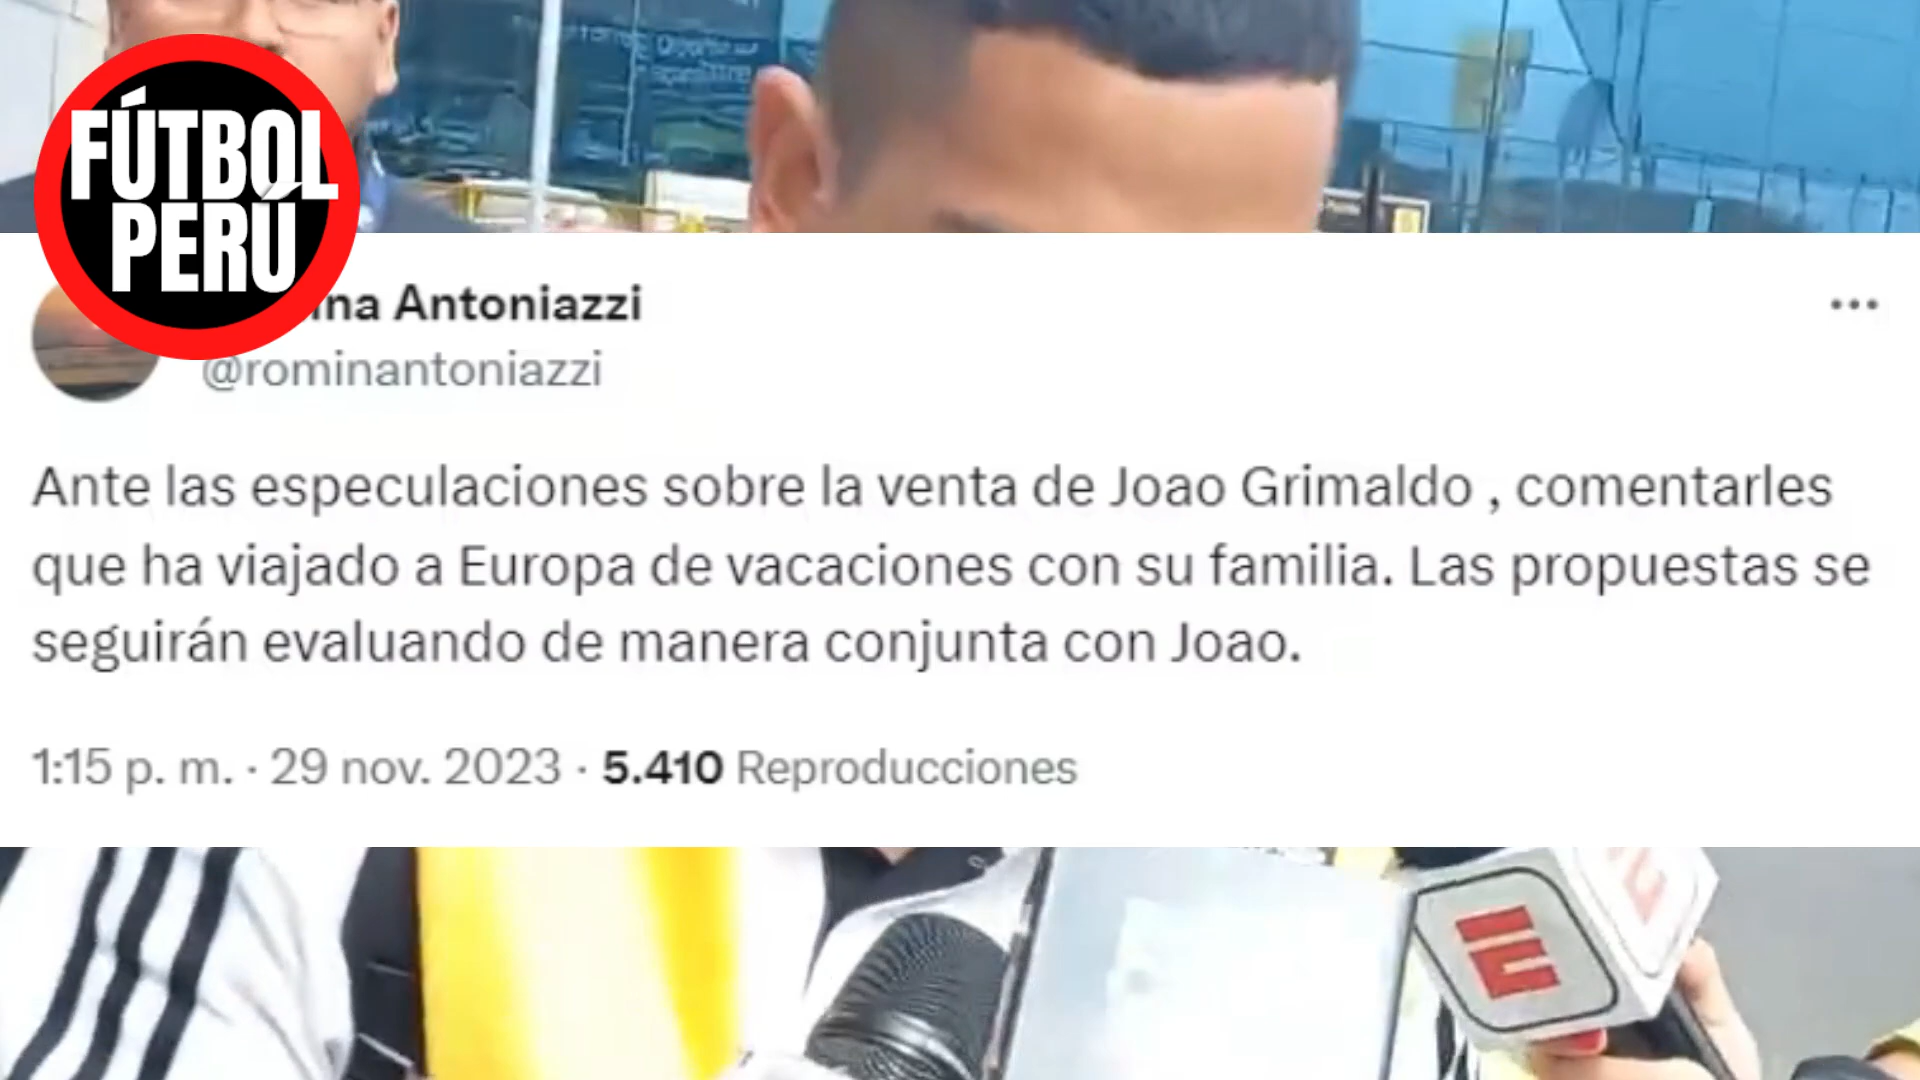 FÚTBOL
PERÚ
ina Antoniazzi
@rominantoniazzi
Ante las especulaciones sobre la venta de Joao Grimaldo , comentarles
que ha viajado a Europa de vacaciones con su familia. Las propuestas se
seguirán evaluando de manera conjunta con Joao.
1:15 p. m. · 29 nov. 2023 · 5.410 Reproducciones